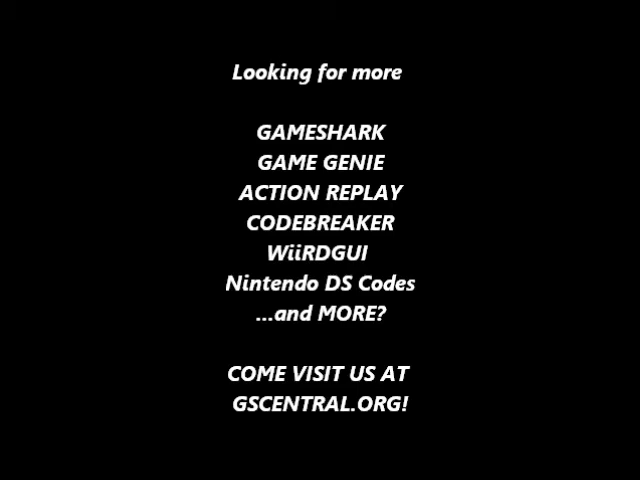 Looking for more
GAMESHARK
GAME GENIE
ACTION REPLAY
CODEBREAKER
WiiRDGUI
Nintendo DS Codes
...and MORE?
COME VISIT US AT
GSCENTRAL.ORG!